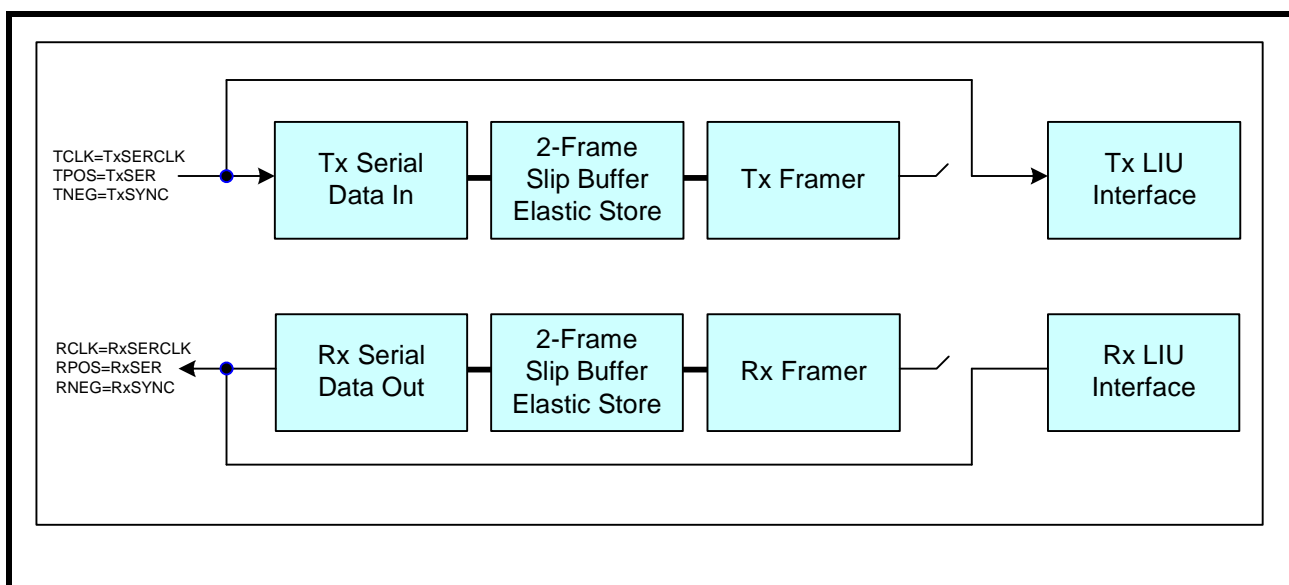 TCLK=TxSERCLK
TPOS=TxSER
TNEG=TxSYNC
Tx Serial
Data In
2-Frame
Slip Buffer
Elastic Store
Tx Framer
Tx LIU
Interface
RCLK=RxSERCLK
RPOS=RxSER
RNEG=RxSYNC
Rx Serial
Data Out
2-Frame
Slip Buffer
Elastic Store
Rx Framer
Rx LIU
Interface